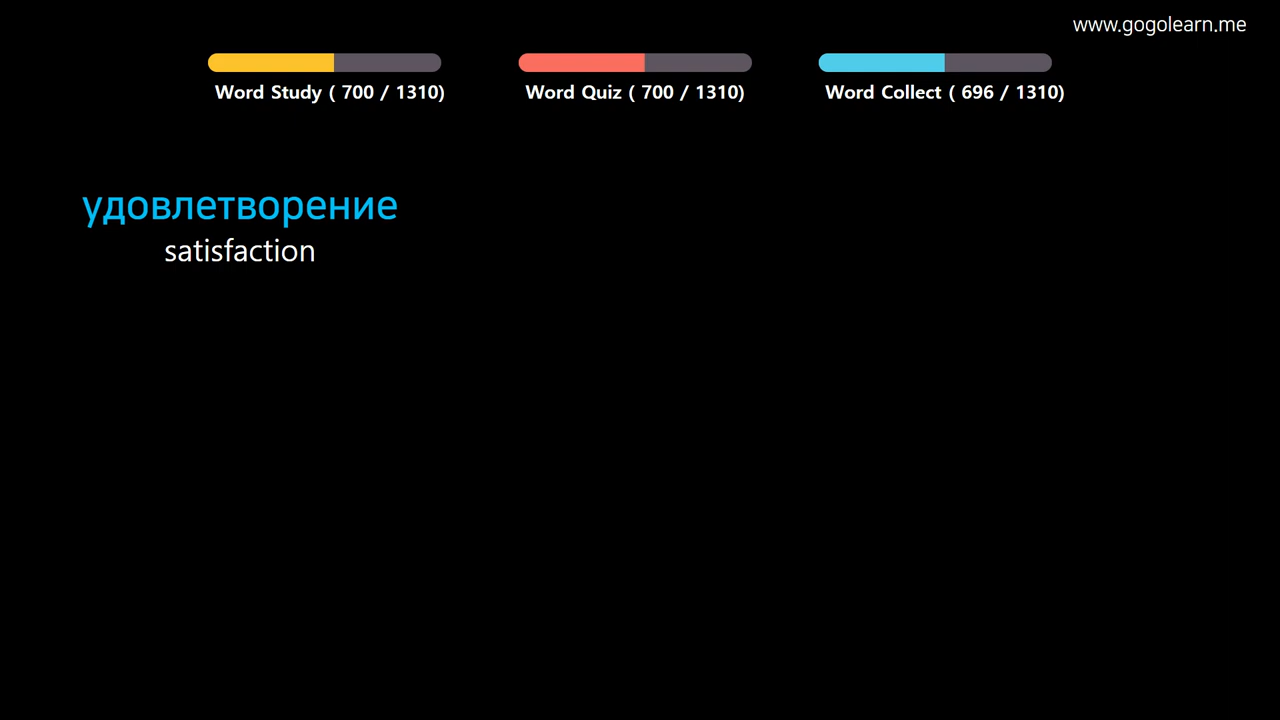 www.gogolearn.me
Word Study ( 700 / 1310)
Word Quiz ( 700 / 1310)
Word Collect ( 696 / 1310)
удовлетворение
satisfaction